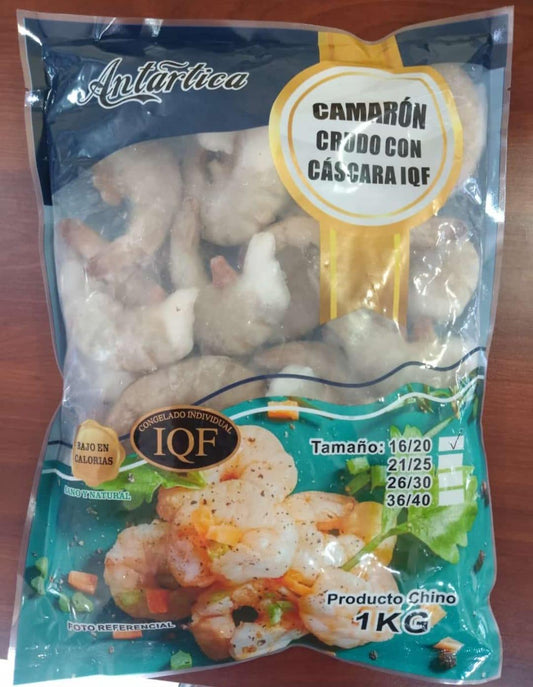 Antártica
CAMARÓN
CRUDO CON
CÁSCARA IQF
CONGELADO INDIVIDUAL
IQF
BAJO EN
CALORIAS
SANO Y NATURAL
Tamaño: 16/20
21/25
26/30
36/40
Producto Chino
1KG
FOTO REFERENCIAL